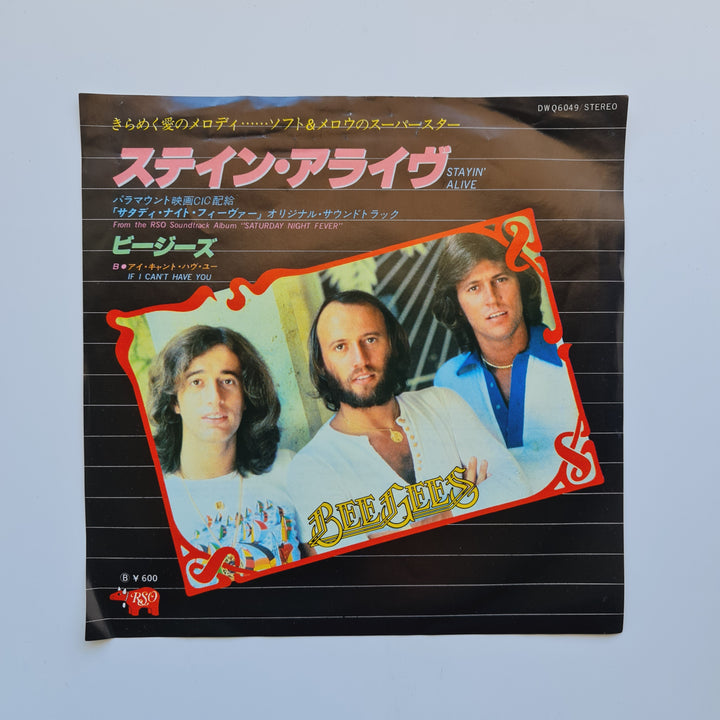 DWQ6049/STEREO
きらめく愛のメロディ……ソフト&メロウのスーパースター
ステイン・アライヴ
STAYIN'
ALIVE
パラマウント映画CIC配給
「サタディ・ナイト・フィーヴァー」オリジナル・サウンドトラック
From the RSO Soundtrack Album "SATURDAY NIGHT FEVER"
ビージーズ
B●アイ・キャント・ハヴ・ユー
IF I CAN'T HAVE YOU
BEE GEES
Ⓑ ¥600
RSO